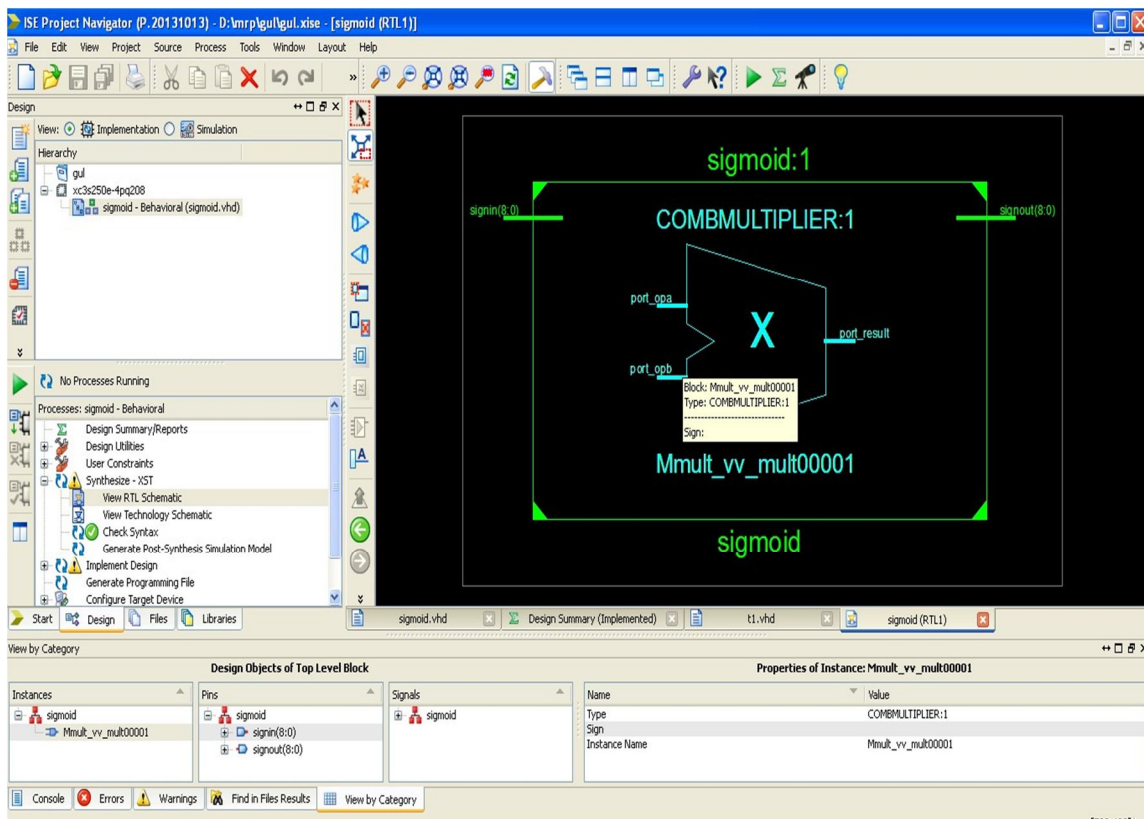 ISE Project Navigator (P.20131013) - D:\mrp\gul\gul.xise - [sigmoid (RTL1)]
File Edit View Project Source Process Tools Window Layout Help
Design
View: Implementation Simulation
Hierarchy
gul
xc3s250e-4pq208
sigmoid - Behavioral (sigmoid.vhd)
No Processes Running
Processes: sigmoid - Behavioral
Design Summary/Reports
Design Utilities
User Constraints
Synthesize - XST
View RTL Schematic
View Technology Schematic
Check Syntax
Generate Post-Synthesis Simulation Model
Implement Design
Generate Programming File
Configure Target Device
Start Design Files Libraries
sigmoid:1
signin(8:0)
signout(8:0)
COMBMULTIPLIER:1
port_opa
X
port_result
port_opb
Block: Mmult_vv_mult00001
Type: COMBMULTIPLIER:1
----------------------------
Sign:
Mmult_vv_mult00001
sigmoid
sigmoid.vhd Design Summary (Implemented) t1.vhd sigmoid (RTL1)
View by Category
Design Objects of Top Level Block
Properties of Instance: Mmult_vv_mult00001
Instances
sigmoid
Mmult_vv_mult00001
Pins
sigmoid
signin(8:0)
signout(8:0)
Signals
sigmoid
Name Value
Type COMBMULTIPLIER:1
Sign
Instance Name Mmult_vv_mult00001
Console Errors Warnings Find in Files Results View by Category